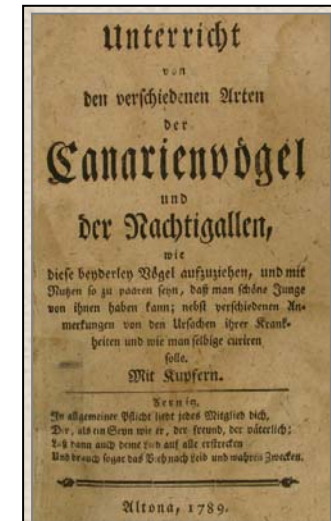 Unterricht
von
den verschiedenen Arten
der
Canarienvögel
und
der Nachtigallen,
wie
diese beyderley Vögel aufzuziehen, und mit
Nutzen so zu paaren seyn, daß man schöne Junge
von ihnen haben kann; nebst verschiedenen An-
merkungen von den Ursachen ihrer Krank-
heiten und wie man selbige curiren
solle.
Mit Kupfern.
In allgemeiner Pflicht liebt jedes Mitglied dich,
Der, als ein Seyn wie er, der freund, der väterlich;
Laß dann auch deine auf alle erstrecken
Und brauch sogar das Vieh nach Leid und wahren Zwecken.
Altona, 1789.